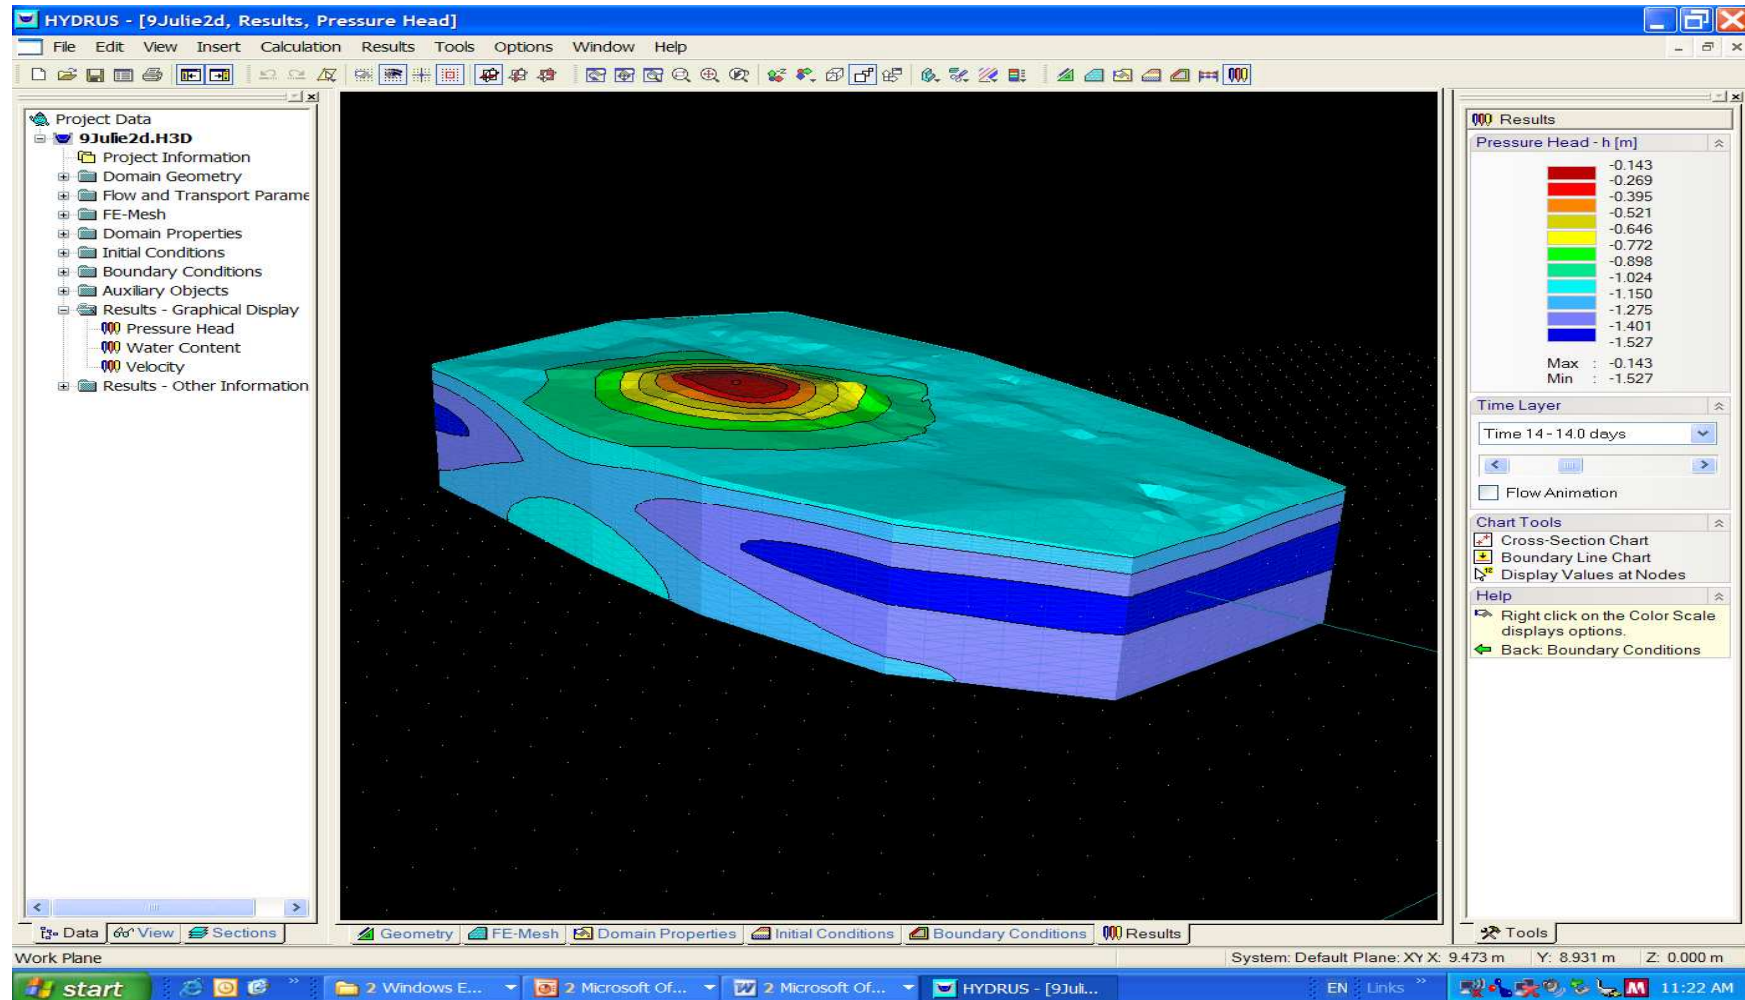 HYDRUS - [9Julie2d, Results, Pressure Head]
File Edit View Insert Calculation Results Tools Options Window Help
Project Data
9Julie2d.H3D
Project Information
Domain Geometry
Flow and Transport Parame
FE-Mesh
Domain Properties
Initial Conditions
Boundary Conditions
Auxiliary Objects
Results - Graphical Display
Pressure Head
Water Content
Velocity
Results - Other Information
Data View Sections
Geometry FE-Mesh Domain Properties Initial Conditions Boundary Conditions Results
Results
Pressure Head - h [m]
-0.143
-0.269
-0.395
-0.521
-0.646
-0.772
-0.898
-1.024
-1.150
-1.275
-1.401
-1.527
Max : -0.143
Min : -1.527
Time Layer
Time 14 - 14.0 days
Flow Animation
Chart Tools
Cross-Section Chart
Boundary Line Chart
Display Values at Nodes
Help
Right click on the Color Scale
displays options.
Back: Boundary Conditions
Tools
Work Plane System: Default Plane: XY X: 9.473 m Y: 8.931 m Z: 0.000 m
start 2 Windows E... 2 Microsoft Of... 2 Microsoft Of... HYDRUS - [9Juli... EN Links » 11:22 AM